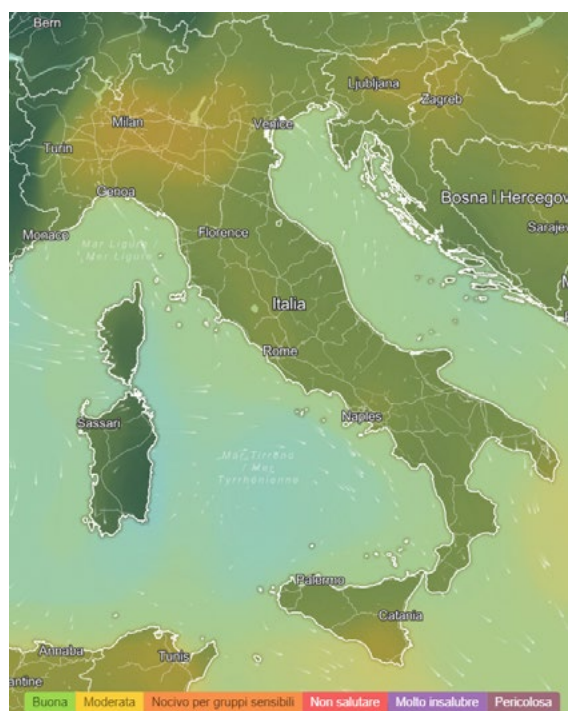 Bern
Ljubljana
Zagreb
Milan
Venice
Turin
Genoa
Bosna i Hercegov
Monaco
Mar Ligure /
Mer Ligure
Florence
Sarajev
Italia
Rome
Naples
Sassari
Mar Tirreno
/ Mer
Tyrrhénienne
Palermo
Catania
Annaba
Tunis
antine
Buona Moderata Nocivo per gruppi sensibili Non salutare Molto insalubre Pericolosa